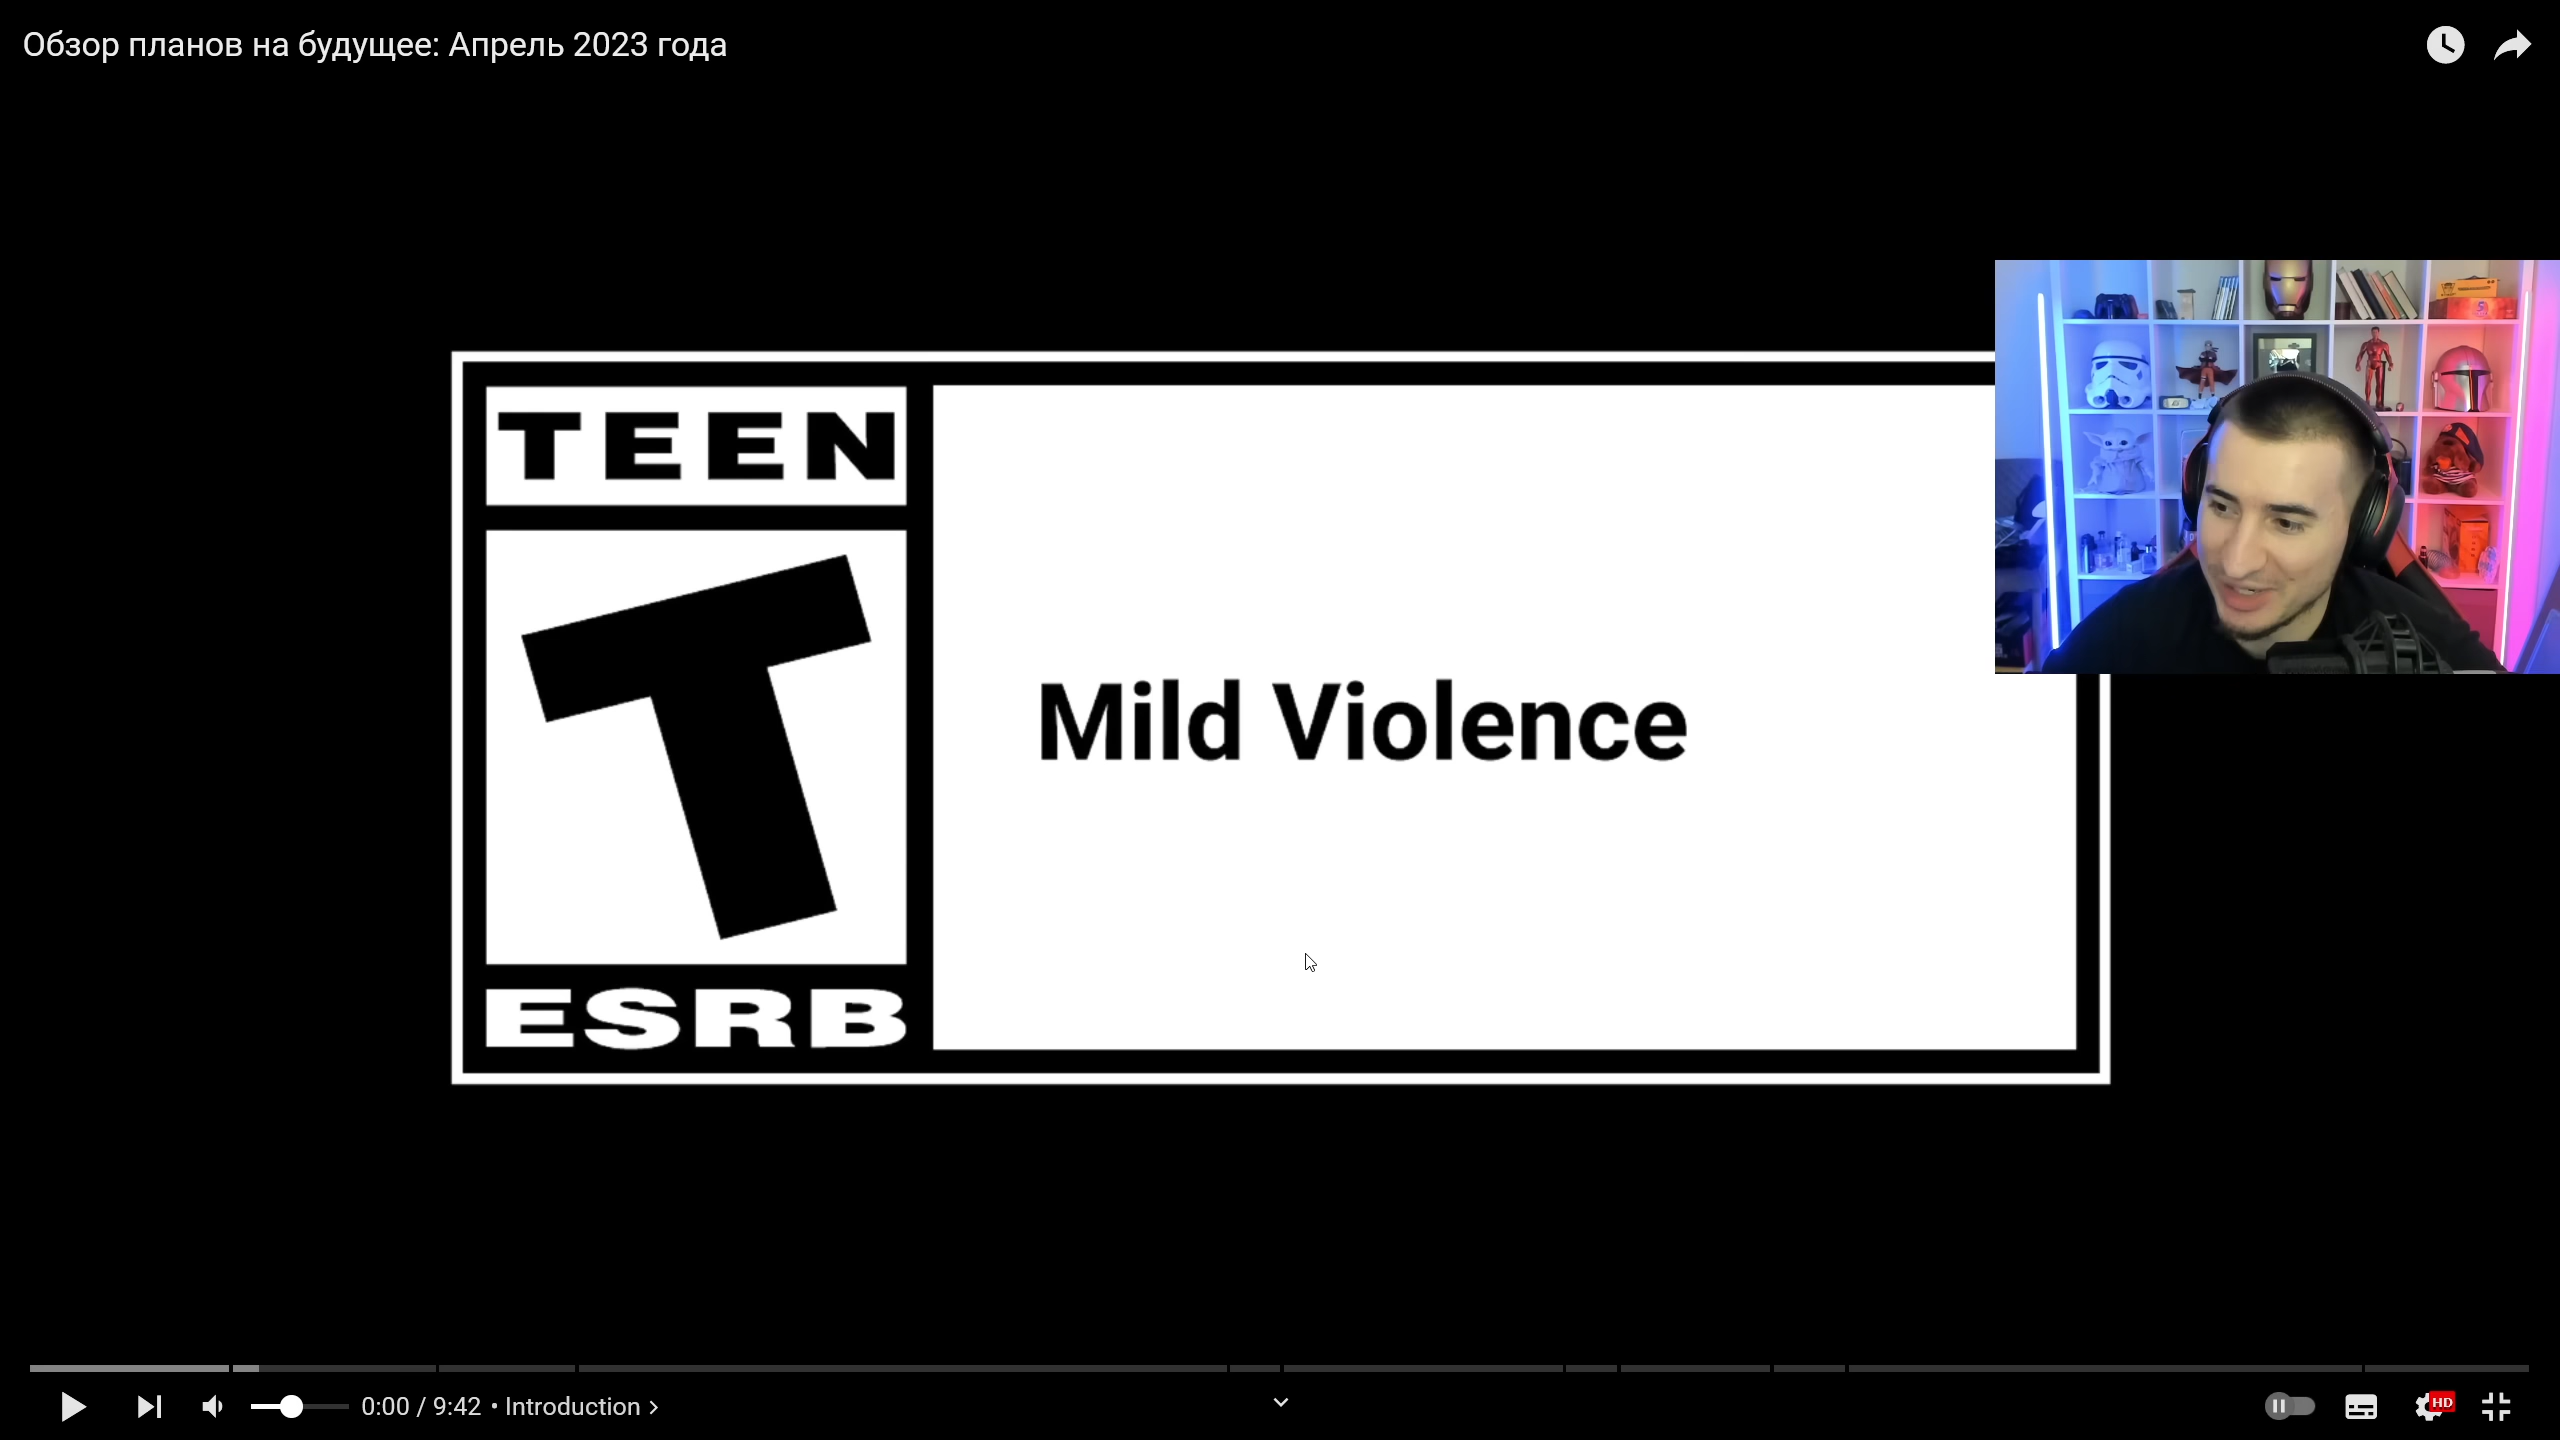 Обзор планов на будущее: Апрель 2023 года
TEEN
T
ESRB
Mild Violence
0:00 / 9:42 • Introduction
HD